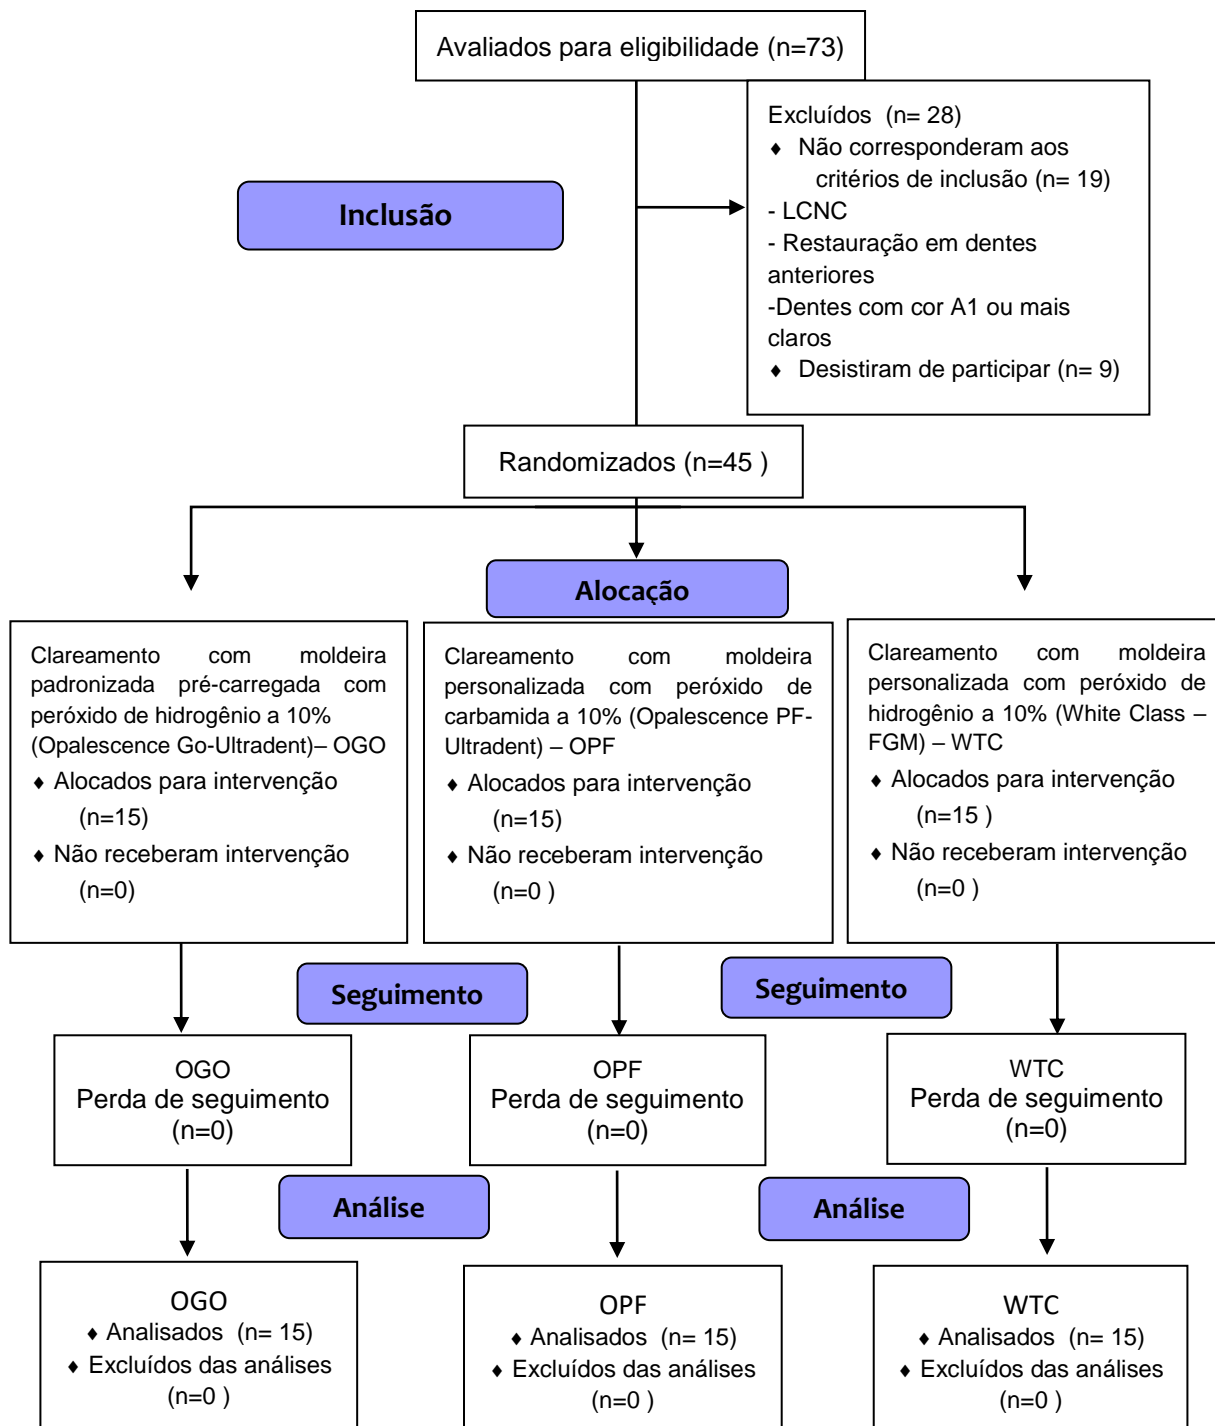 Avaliados para eligibilidade (n=73)
Excluídos (n= 28)
♦ Não corresponderam aos
critérios de inclusão (n= 19)
- LCNC
- Restauração em dentes
anteriores
-Dentes com cor A1 ou mais
claros
♦ Desistiram de participar (n= 9)
Inclusão
Randomizados (n=45 )
Alocação
Clareamento com moldeira
padronizada pré-carregada com
peróxido de hidrogênio a 10%
(Opalescence Go-Ultradent)– OGO
♦ Alocados para intervenção
(n=15)
♦ Não receberam intervenção
(n=0)
Clareamento com moldeira
personalizada com peróxido de
carbamida a 10% (Opalescence PF-
Ultradent) – OPF
♦ Alocados para intervenção
(n=15)
♦ Não receberam intervenção
(n=0 )
Clareamento com moldeira
personalizada com peróxido de
hidrogênio a 10% (White Class –
FGM) – WTC
♦ Alocados para intervenção
(n=15 )
♦ Não receberam intervenção
(n=0 )
Seguimento
Seguimento
OGO
Perda de seguimento
(n=0)
OPF
Perda de seguimento
(n=0)
WTC
Perda de seguimento
(n=0)
Análise
Análise
OGO
♦ Analisados (n= 15)
♦ Excluídos das análises
(n=0 )
OPF
♦ Analisados (n= 15)
♦ Excluídos das análises
(n=0 )
WTC
♦ Analisados (n= 15)
♦ Excluídos das análises
(n=0 )